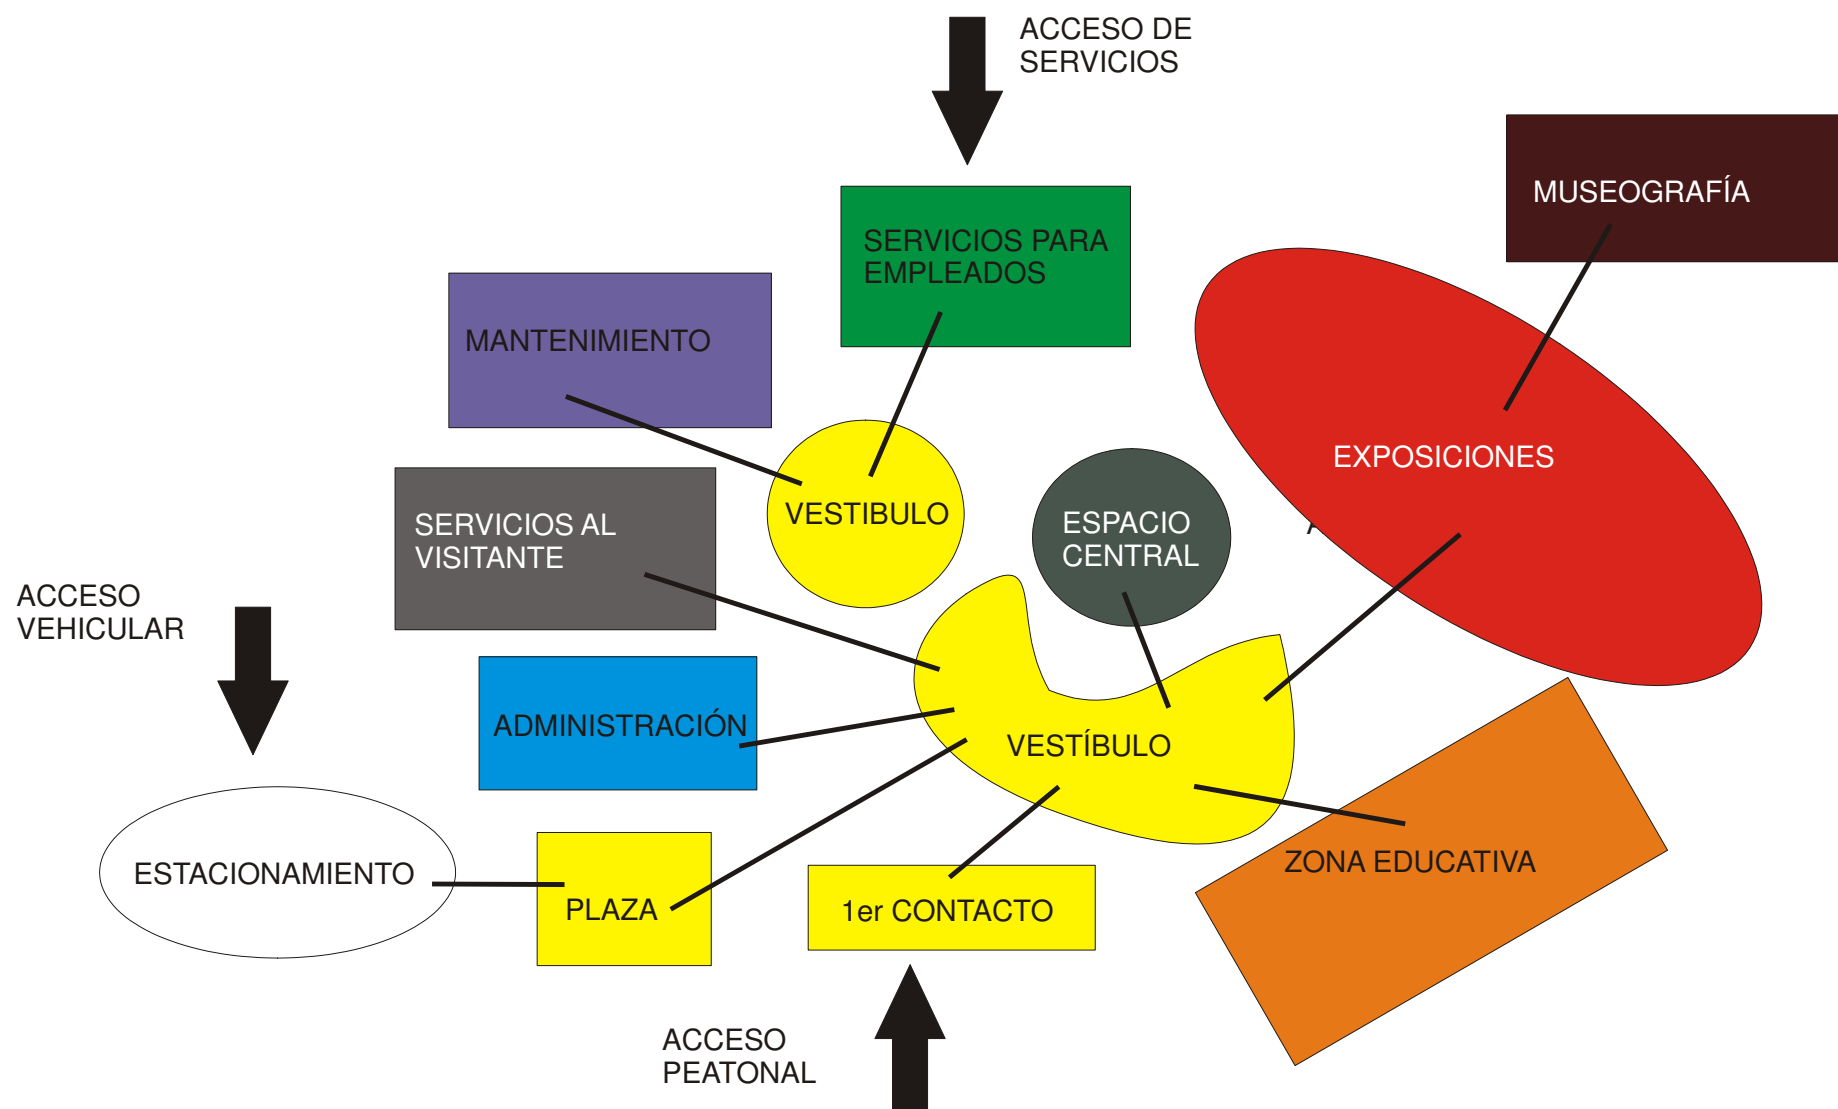 ACCESO DE
SERVICIOS
MUSEOGRAFÍA
SERVICIOS PARA
EMPLEADOS
MANTENIMIENTO
EXPOSICIONES
VESTIBULO
ESPACIO
CENTRAL
SERVICIOS AL
VISITANTE
ACCESO
VEHICULAR
ADMINISTRACIÓN
VESTÍBULO
ESTACIONAMIENTO
PLAZA
1er CONTACTO
ZONA EDUCATIVA
ACCESO
PEATONAL